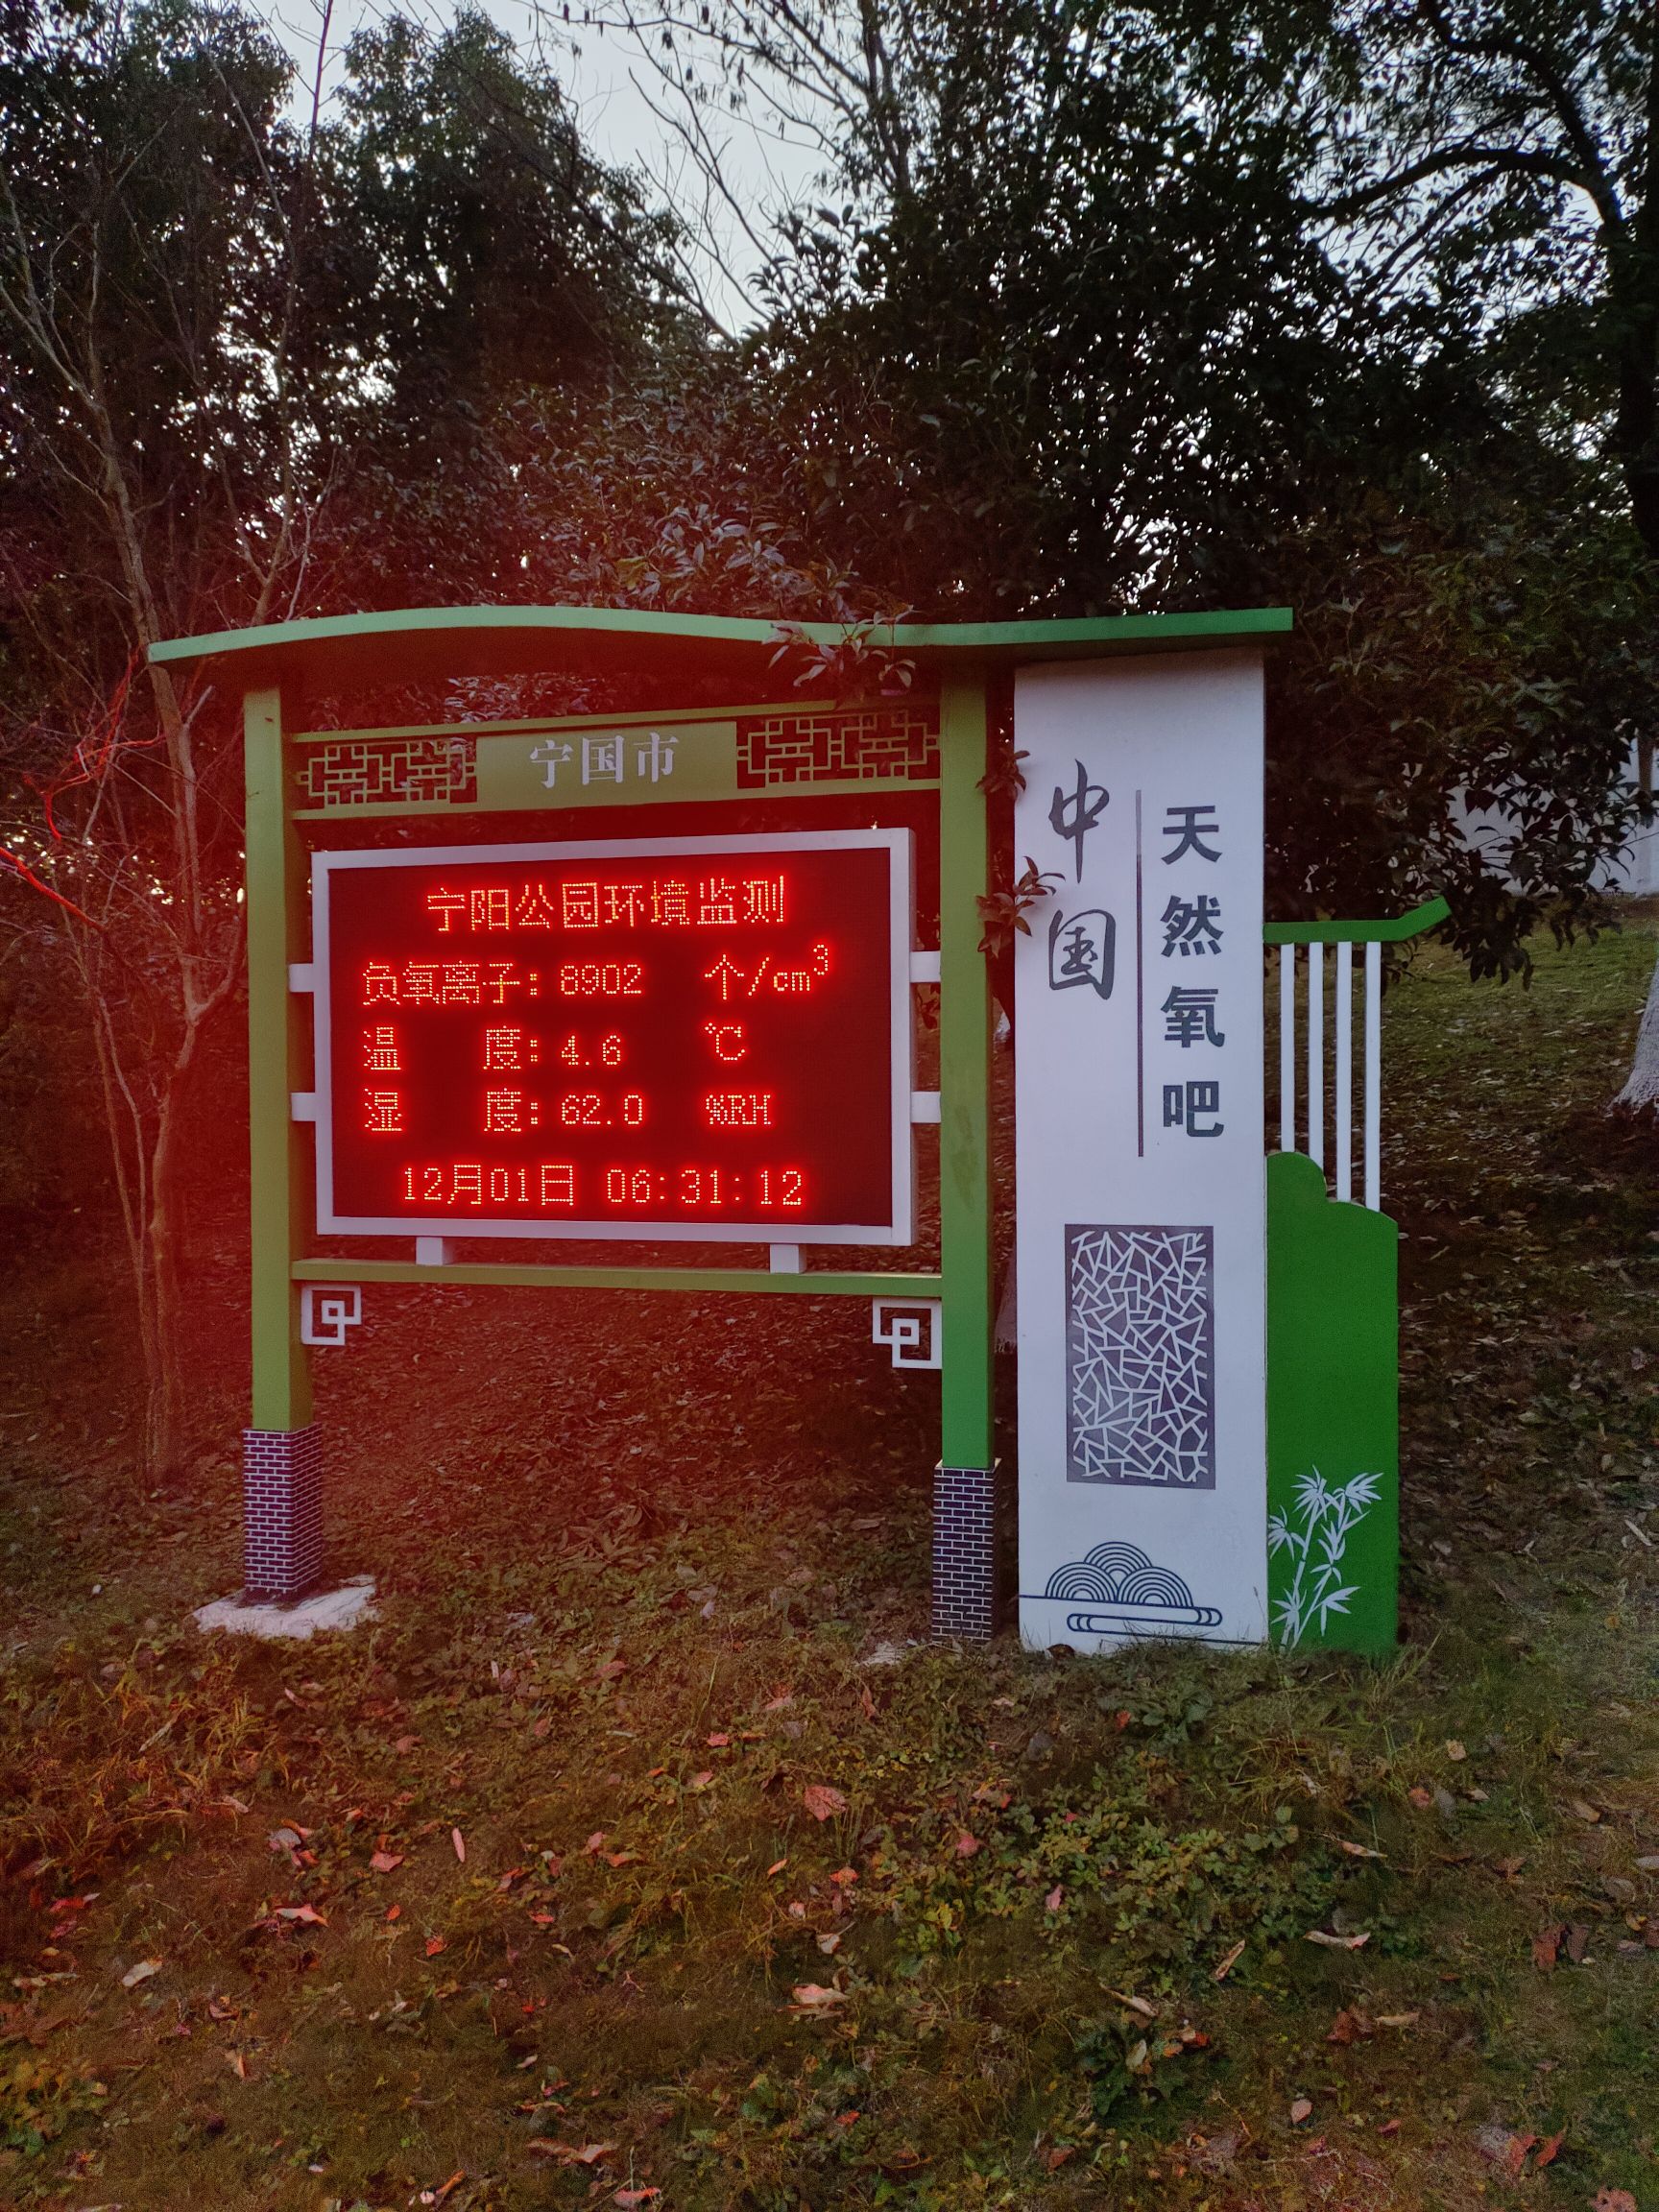 宁国市
宁阳公园环境监测
负氧离子: 8902 个/cm³
温 度: 4.6 ℃
湿 度: 62.0 %RH
12月01日 06:31:12
中国
天然氧吧